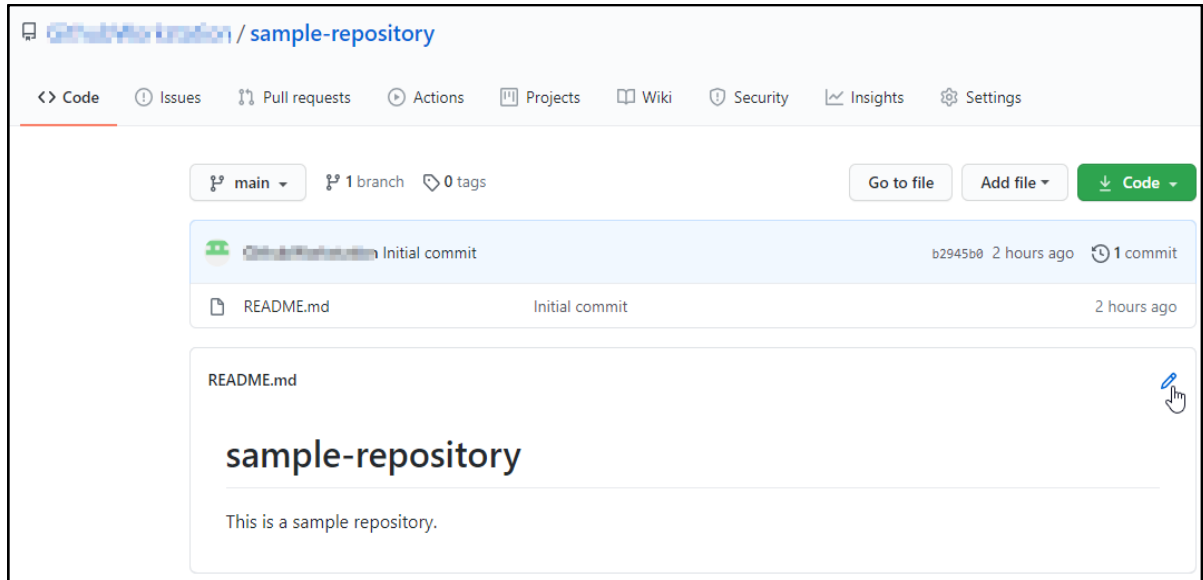 / sample-repository
<> Code Issues Pull requests Actions Projects Wiki Security Insights Settings
main 1 branch 0 tags Go to file Add file Code
Initial commit b2945b0 2 hours ago 1 commit
README.md Initial commit 2 hours ago
README.md
sample-repository
This is a sample repository.